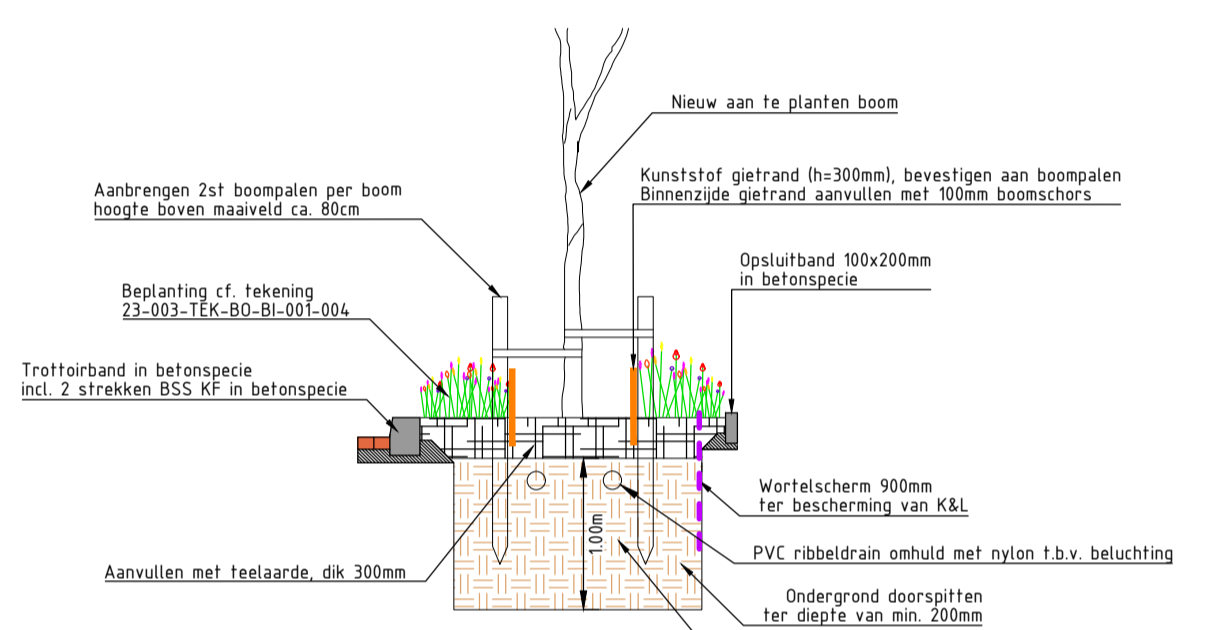 Nieuw aan te planten boom
Kunststof gietrand (h=300mm), bevestigen aan boompalen
Binnenzijde gietrand aanvullen met 100mm boomschors
Aanbrengen 2st boompalen per boom
hoogte boven maaiveld ca. 80cm
Opsluitband 100x200mm
in betonspecie
Beplanting cf. tekening
23-003-TEK-BO-BI-001-004
Trottoirband in betonspecie
incl. 2 strekken BSS KF in betonspecie
Wortelscherm 900mm
ter bescherming van K&L
1.00m
PVC ribbeldrain omhuld met nylon t.b.v. beluchting
Aanvullen met teelaarde, dik 300mm
Ondergrond doorspitten
ter diepte van min. 200mm